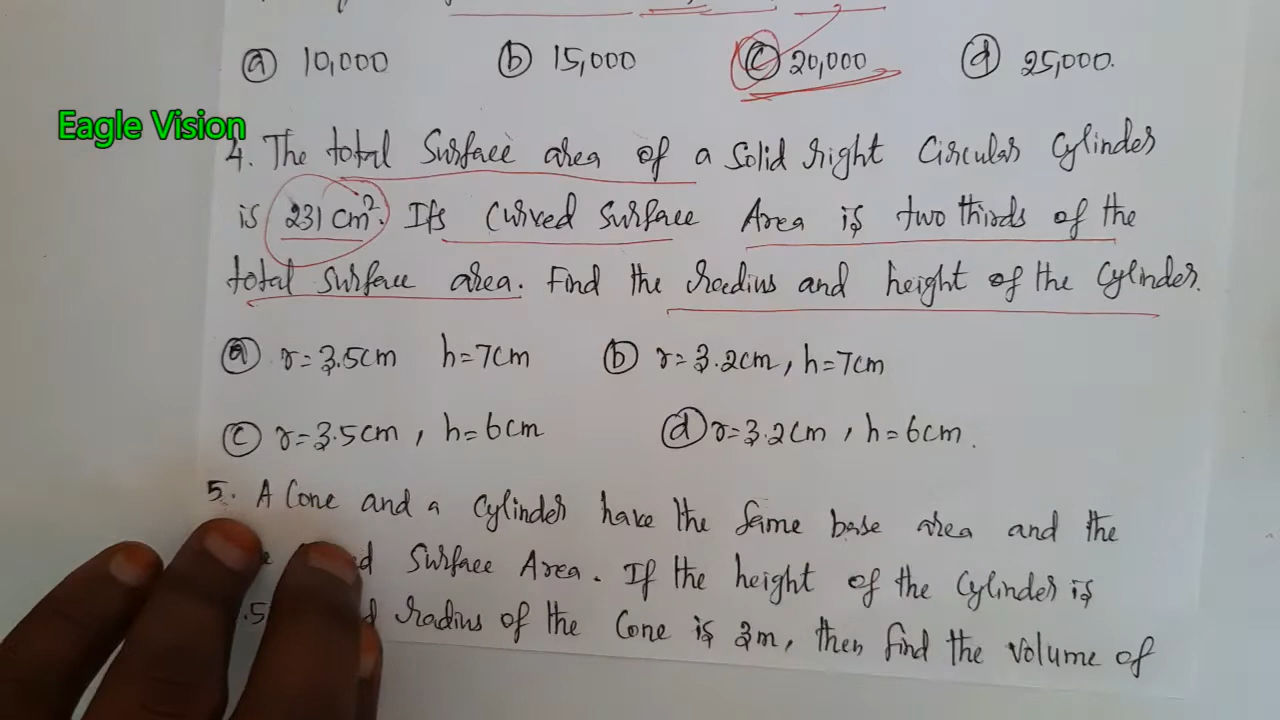 ⓐ 10,000 ⓑ 15,000 ⓒ 20,000 ⓓ 25,000.
Eagle Vision
4. The total Surface area of a Solid right Circular Cylinder
is 231 cm². Its Curved Surface Area is two thirds of the
total Surface area. Find the radius and height of the Cylinder.
ⓐ r=3.5cm h=7cm ⓑ r=3.2cm, h=7cm
ⓒ r=3.5cm, h=6cm ⓓ r=3.2cm, h=6cm.
5. A Cone and a Cylinder have the Same base area and the
Surface Area. If the height of the Cylinder is
radius of the Cone is 3m, then find the Volume of